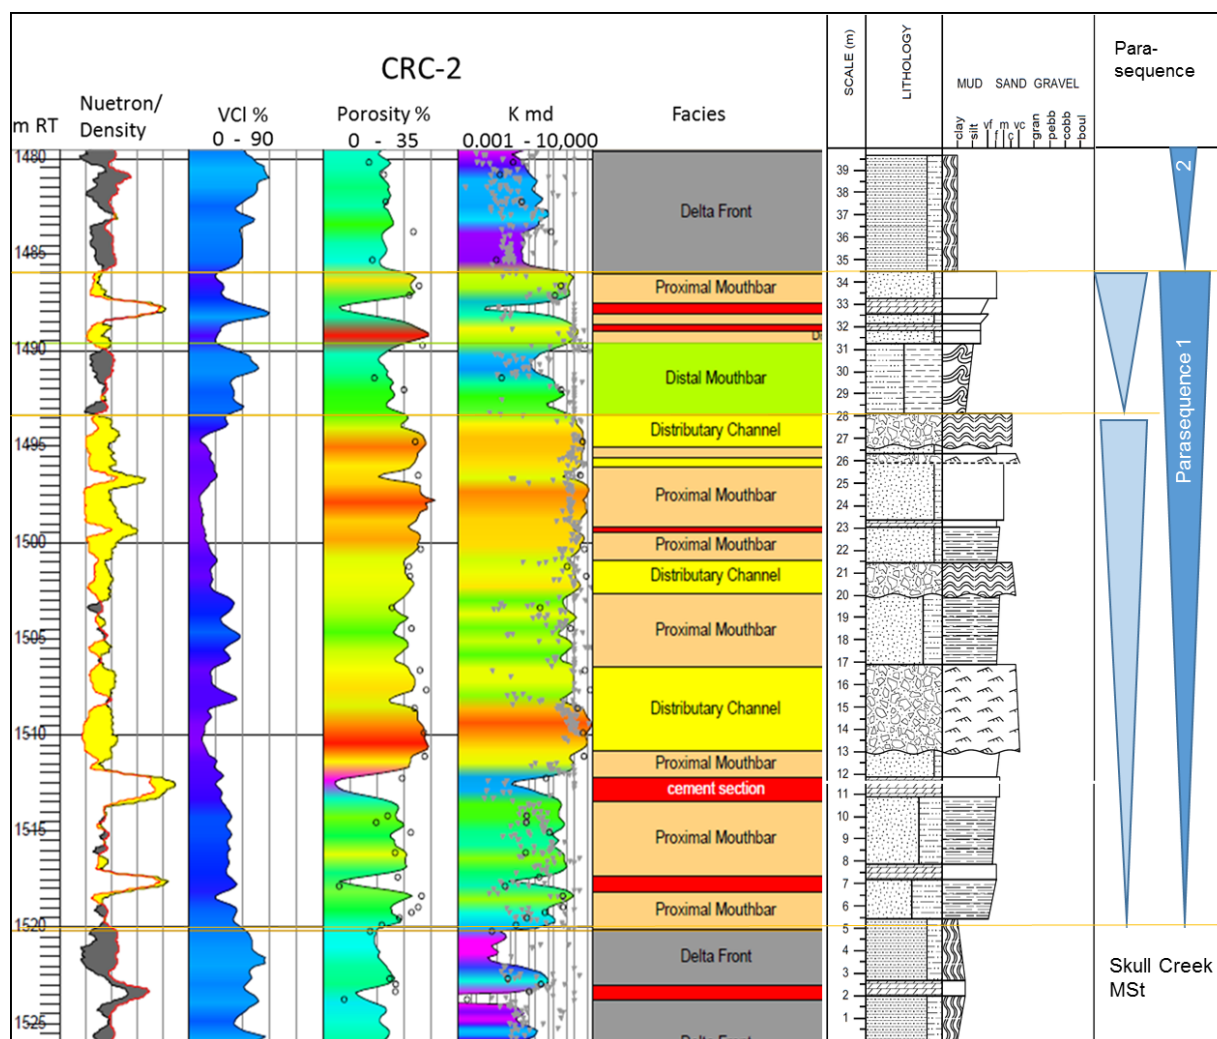 CRC-2
m RT
Nuetron/
Density
VCl %
0 - 90
Porosity %
0 35
K md
0.001 - 10,000
Facies
SCALE (m)
LITHOLOGY
MUD SAND GRAVEL
clay
silt
vf
f
m
c
vc
gran
pebb
cobb
boul
Para-
sequence
1480
1485
1490
1495
1500
1505
1510
1515
1520
1525
Delta Front
Proximal Mouthbar
Distal Mouthbar
Distributary Channel
Proximal Mouthbar
Proximal Mouthbar
Distributary Channel
Proximal Mouthbar
Distributary Channel
Proximal Mouthbar
cement section
Proximal Mouthbar
Proximal Mouthbar
Delta Front
Delta Front
39
38
37
36
35
34
33
32
31
30
29
28
27
26
25
24
23
22
21
20
19
18
17
16
15
14
13
12
11
10
9
8
7
6
5
4
3
2
1
2
Parasequence 1
Skull Creek
MSt